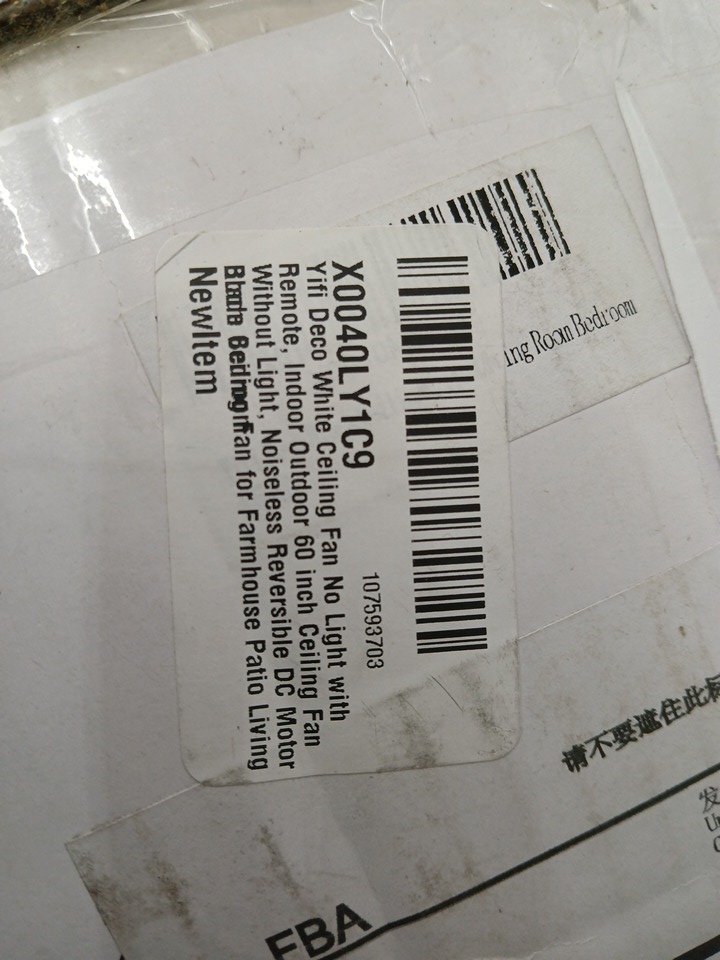 X0040LY1C9
107593703
Yifi Deco White Ceiling Fan No Light with
Remote, Indoor Outdoor 60 inch Ceiling Fan
Without Light, Noiseless Reversible DC Motor
Fan for Farmhouse Patio Living
NewItem
ing Room Bedroom
请不要遮住此标
发
FBA